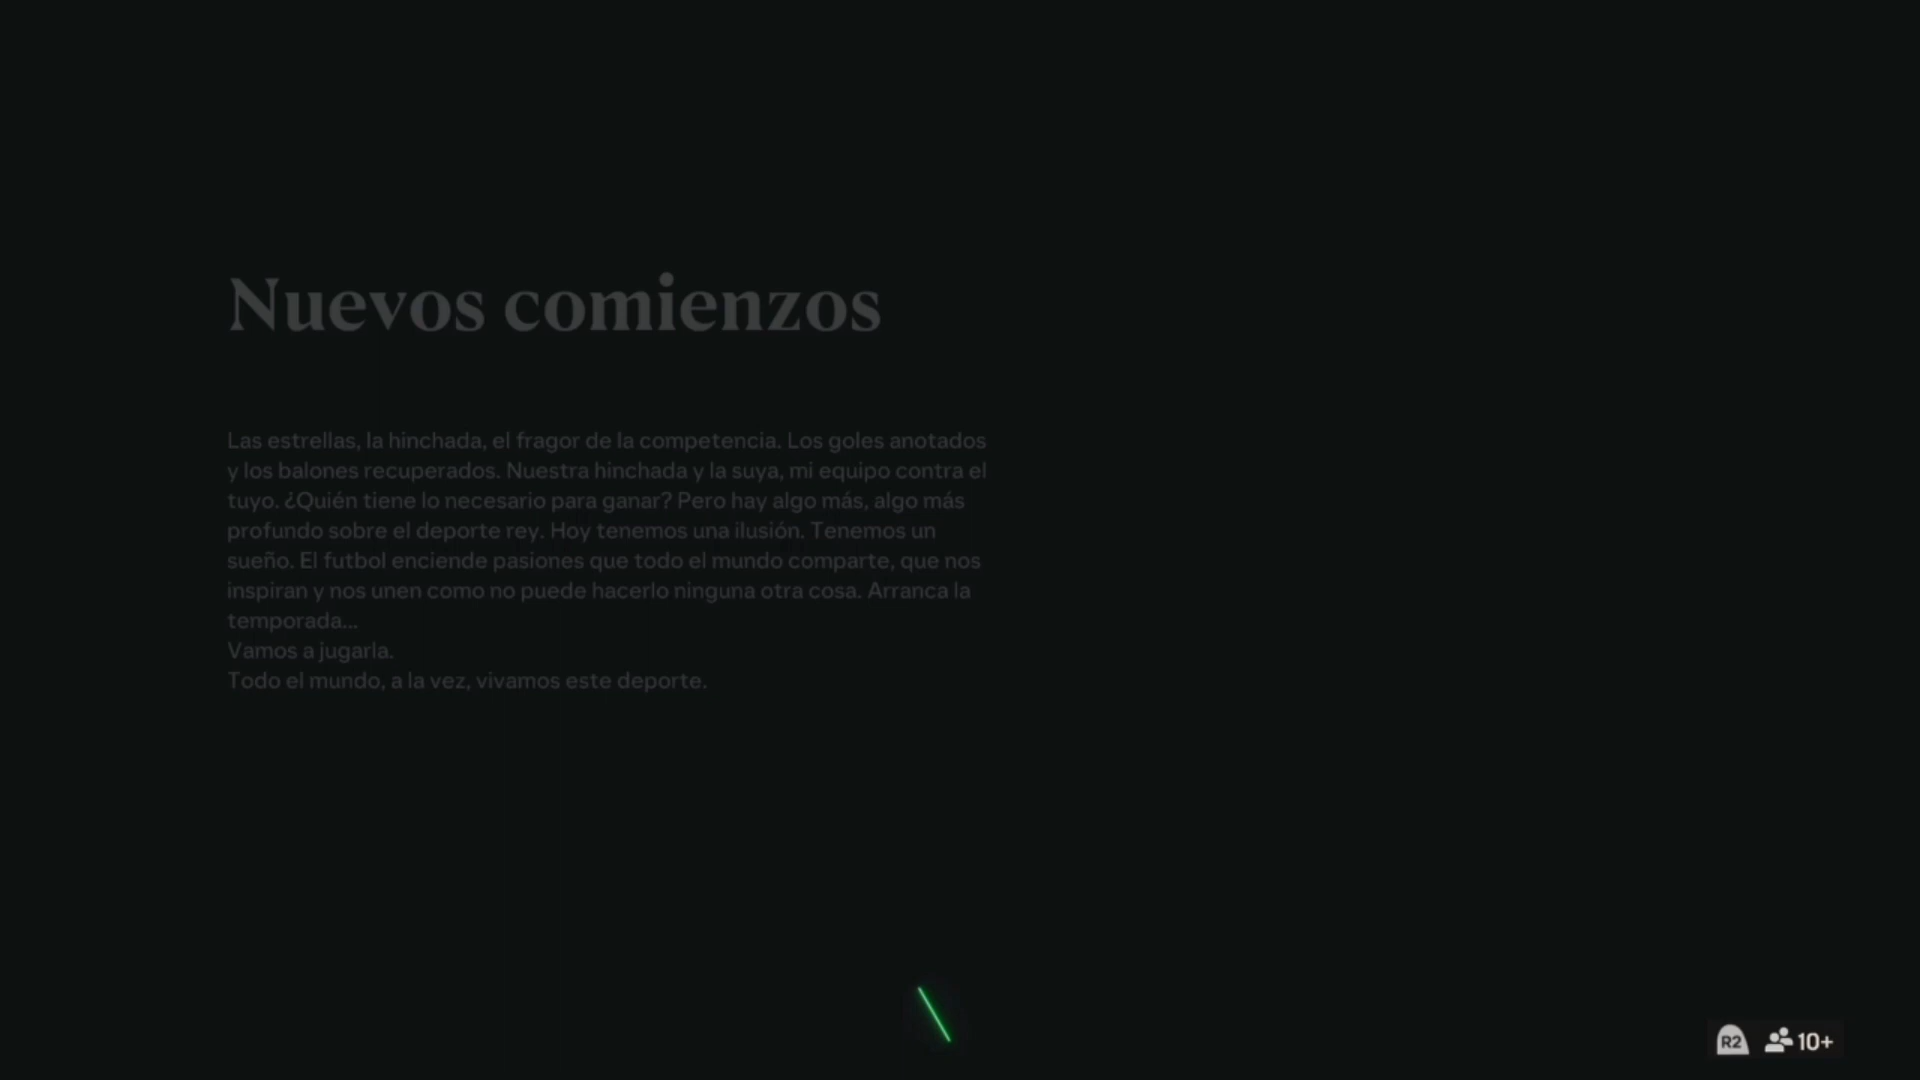 Nuevos comienzos
Las estrellas, la hinchada, el fragor de la competencia. Los goles anotados
y los balones recuperados. Nuestra hinchada y la suya, mi equipo contra el
tuyo. ¿Quién tiene lo necesario para ganar? Pero hay algo más, algo más
profundo sobre el deporte rey. Hoy tenemos una ilusión. Tenemos un
sueño. El futbol enciende pasiones que todo el mundo comparte, que nos
inspiran y nos unen como no puede hacerlo ninguna otra cosa. Arranca la
temporada...
Vamos a jugarla.
Todo el mundo, a la vez, vivamos este deporte.
R2 10+